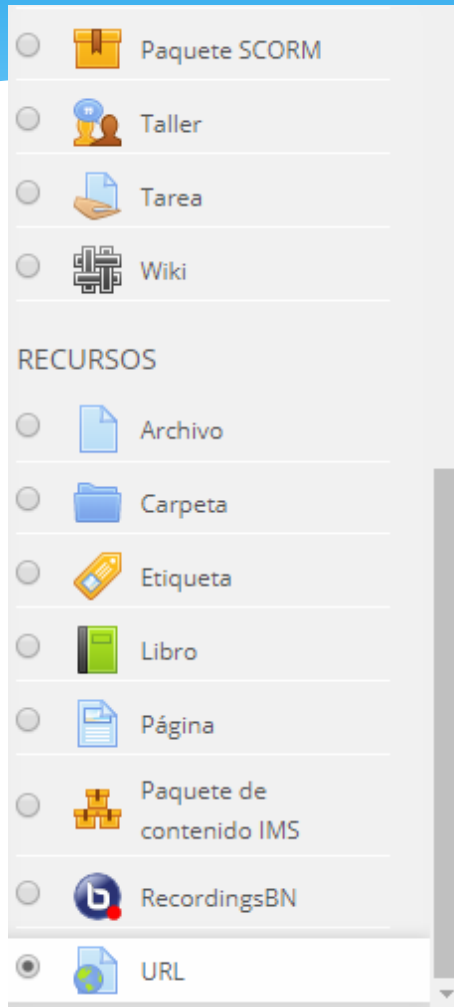 Paquete SCORM
Taller
Tarea
Wiki
RECURSOS
Archivo
Carpeta
Etiqueta
Libro
Página
Paquete de
contenido IMS
RecordingsBN
URL